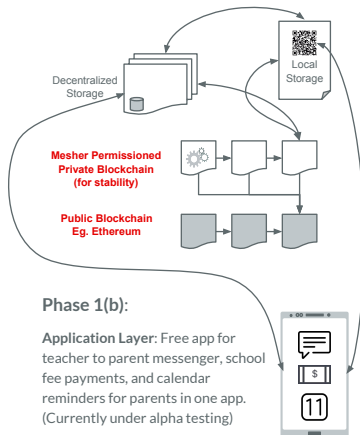 Decentralized
Storage
Local
Storage
Mesher Permissioned
Private Blockchain
(for stability)
Public Blockchain
Eg. Ethereum
Phase 1(b):
Application Layer: Free app for
teacher to parent messenger, school
fee payments, and calendar
reminders for parents in one app.
(Currently under alpha testing)
$
11